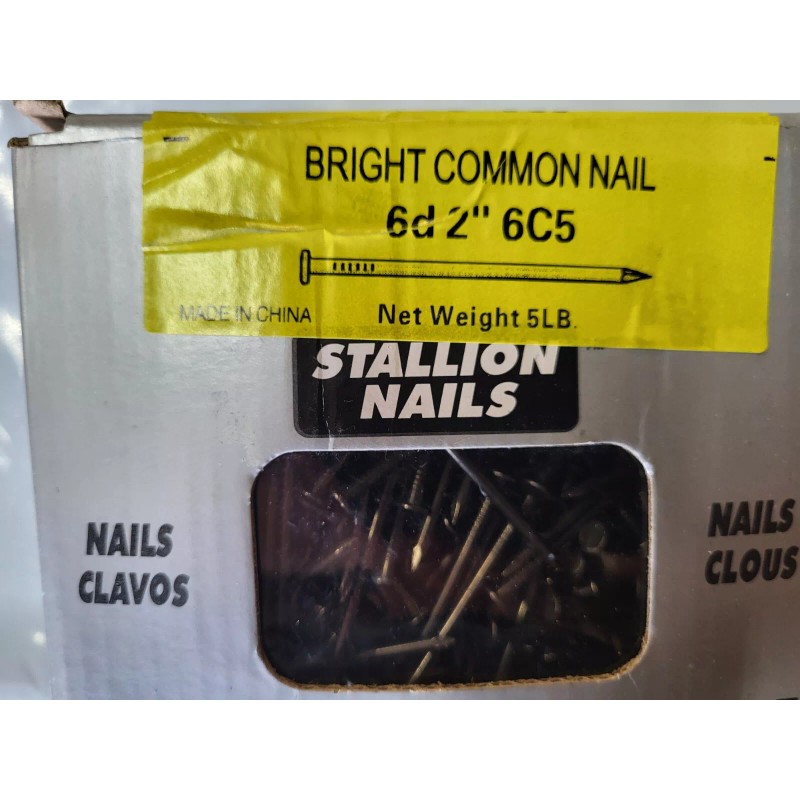 BRIGHT COMMON NAIL
6d 2" 6C5
MADE IN CHINA
Net Weight 5LB.
STALLION
NAILS
NAILS
CLAVOS
NAILS
CLOUS